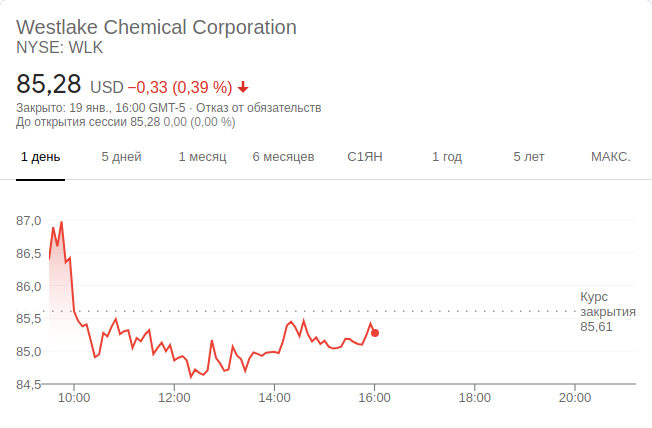 Westlake Chemical Corporation
NYSE: WLK
85,28 USD −0,33 (0,39 %)
Закрыто: 19 янв., 16:00 GMT-5 · Отказ от обязательств
До открытия сессии 85,28 0,00 (0,00 %)
1 день 5 дней 1 месяц 6 месяцев С1ЯН 1 год 5 лет МАКС.
87,0
86,5
86,0
Курс
закрытия
85,61
85,5
85,0
84,5
10:00 12:00 14:00 16:00 18:00 20:00